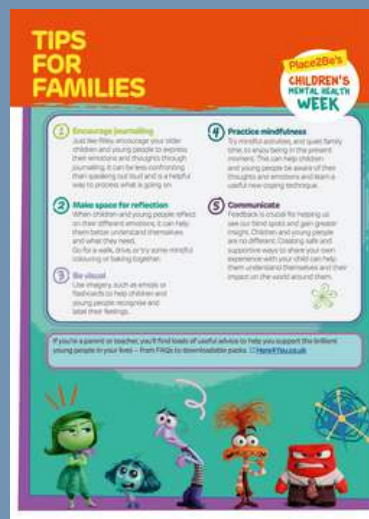 TIPS
FOR
FAMILIES
Place2Be's
CHILDREN'S
MENTAL HEALTH
WEEK
1 Encourage journaling
Just like Riley, encourage your older
children and young people to express
their emotions and thoughts through
journaling. It can be less confronting
than speaking out loud and is a helpful
way to process what is going on.
2 Make space for reflection
When children and young people reflect
on their different emotions, it can help
them better understand themselves
and what they need.
Go for a walk, drive, or try some mindful
colouring or baking together.
3 Be visual
Use imagery, such as emojis or
flashcards to help children and
young people recognise and
label their feelings.
4 Practice mindfulness
Try mindful activities, and quiet family
time, to enjoy being in the present
moment. This can help children
and young people be aware of their
thoughts and emotions and learn a
useful new coping technique.
5 Communicate
Feedback is crucial for helping us
see our blind spots and gain greater
insight. Children and young people
are no different. Creating safe and
supportive ways to share your own
experience with your child can help
them understand themselves and their
impact on the world around them.
If you're a parent or teacher, you'll find loads of useful advice to help you support the brilliant
young people in your lives – from FAQs to downloadable packs. Here4You.co.uk